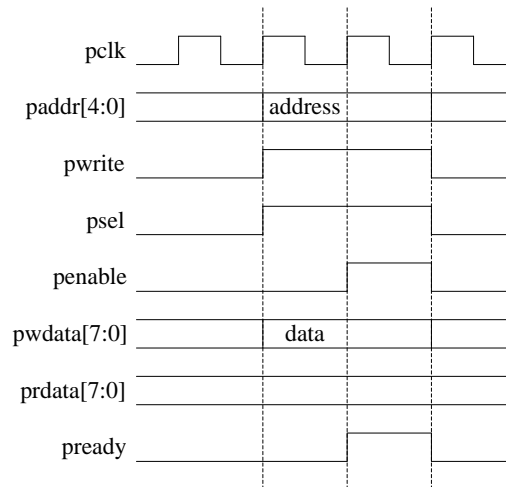 pclk
paddr[4:0] address
pwrite
psel
penable
pwdata[7:0] data
prdata[7:0]
pready